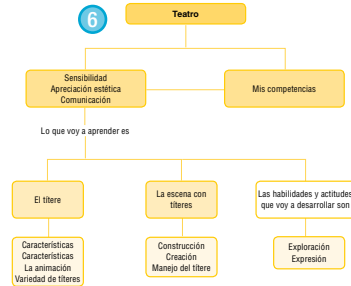 6
Teatro
Sensibilidad
Apreciación estética
Comunicación
Mis competencias
Lo que voy a aprender es
El títere
La escena con
títeres
Las habilidades y actitudes
que voy a desarrollar son
Características
Características
La animación
Variedad de títeres
Construcción
Creación
Manejo del títere
Exploración
Expresión